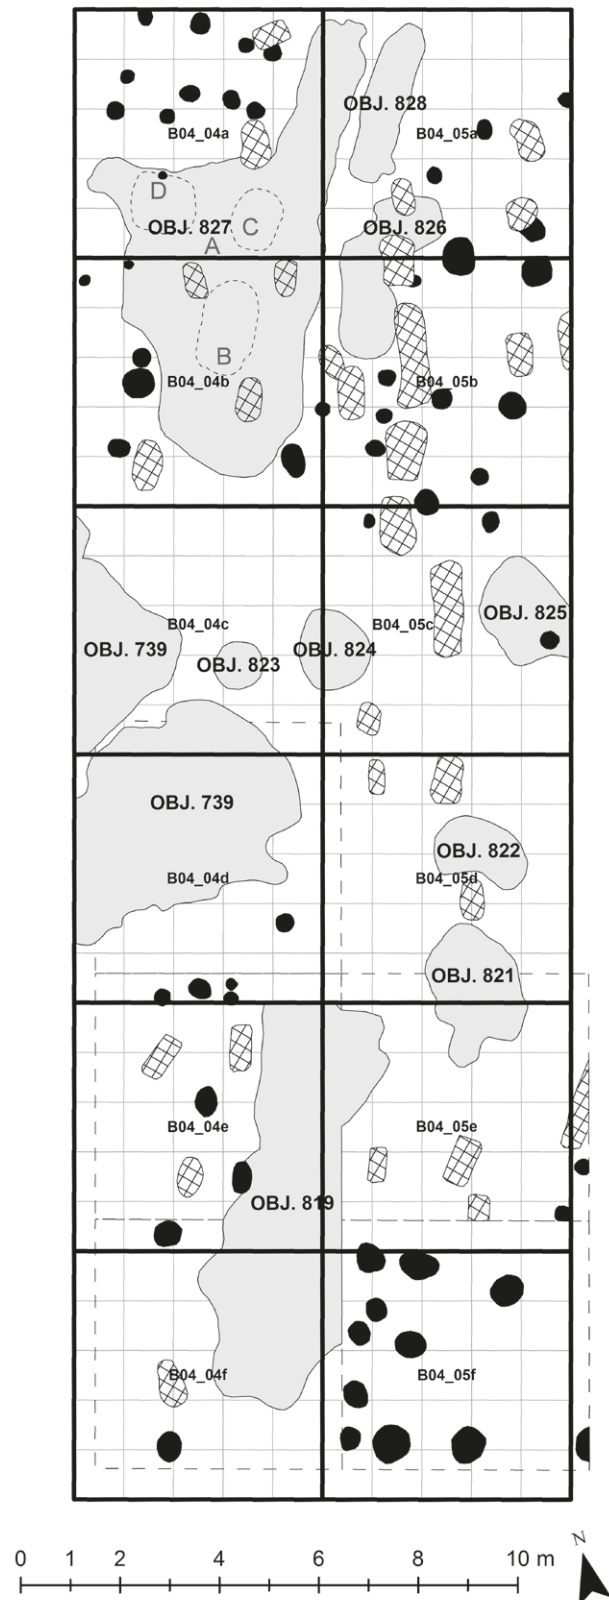 OBJ. 828
B04_04a
B04_05a
D
OBJ. 827
C
OBJ. 826
A
B
B04_04b
B04_05b
OBJ. 825
B04_04c
B04_05c
OBJ. 739
OBJ. 824
OBJ. 823
OBJ. 739
OBJ. 822
B04_04d
B04_05d
OBJ. 821
B04_04e
B04_05e
OBJ. 819
B04_04f
B04_05f
N
0 1 2 4 6 8 10 m